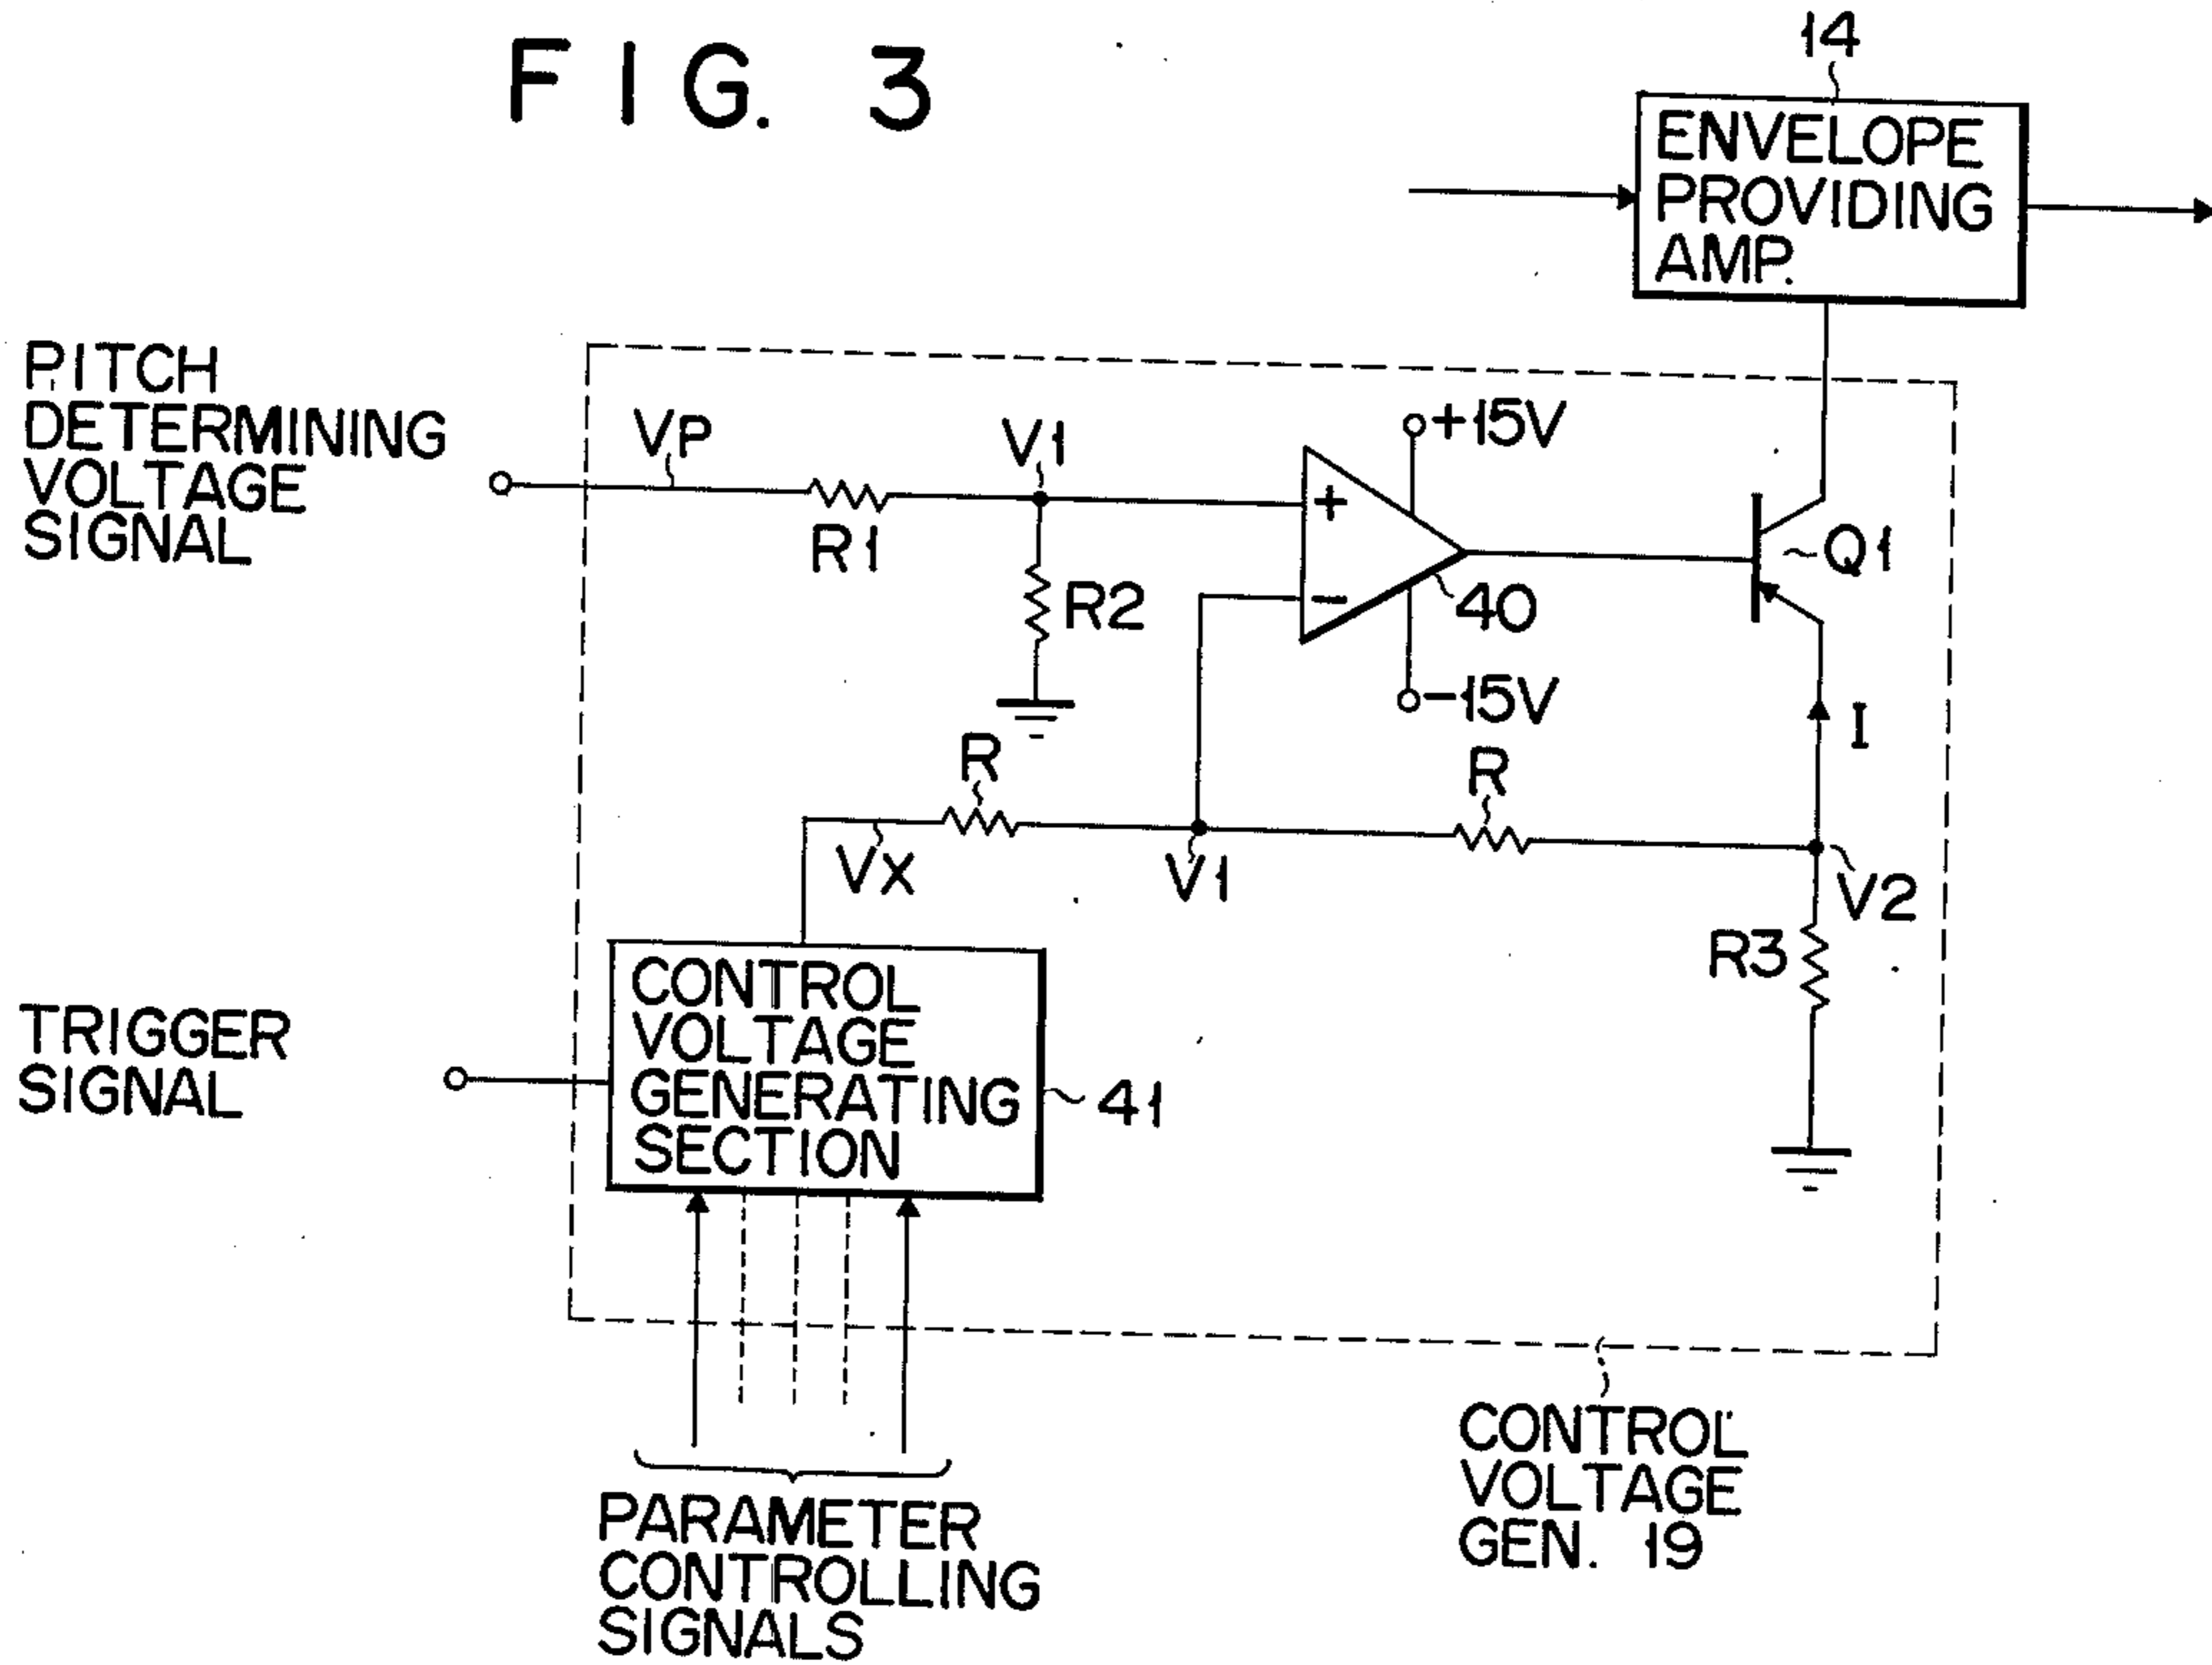 FIG. 3
14
ENVELOPE
PROVIDING
AMP.
PITCH
DETERMINING
VOLTAGE
SIGNAL
VP
V1
+15V
+
R1
R2
Q1
40
-
-15V
R
R
I
VX
V1
V2
R3
CONTROL
VOLTAGE
GENERATING
SECTION
TRIGGER
SIGNAL
41
CONTROL
VOLTAGE
GEN. 19
PARAMETER
CONTROLLING
SIGNALS